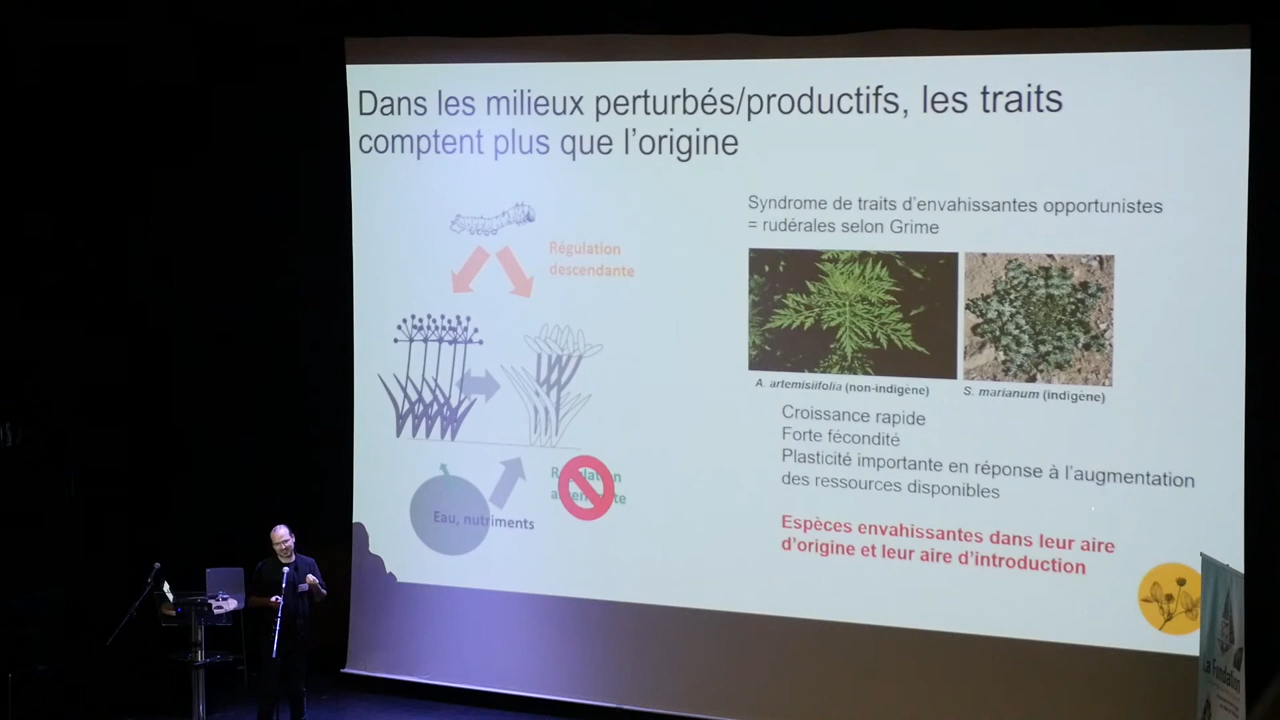 Dans les milieux perturbés/productifs, les traits
comptent plus que l'origine
Régulation
descendante
Eau, nutriments
Syndrome de traits d'envahissantes opportunistes
= rudérales selon Grime
A. artemisiifolia (non-indigène)
S. marianum (indigène)
Croissance rapide
Forte fécondité
Plasticité importante en réponse à l'augmentation
des ressources disponibles
Espèces envahissantes dans leur aire
d'origine et leur aire d'introduction
La Fondation